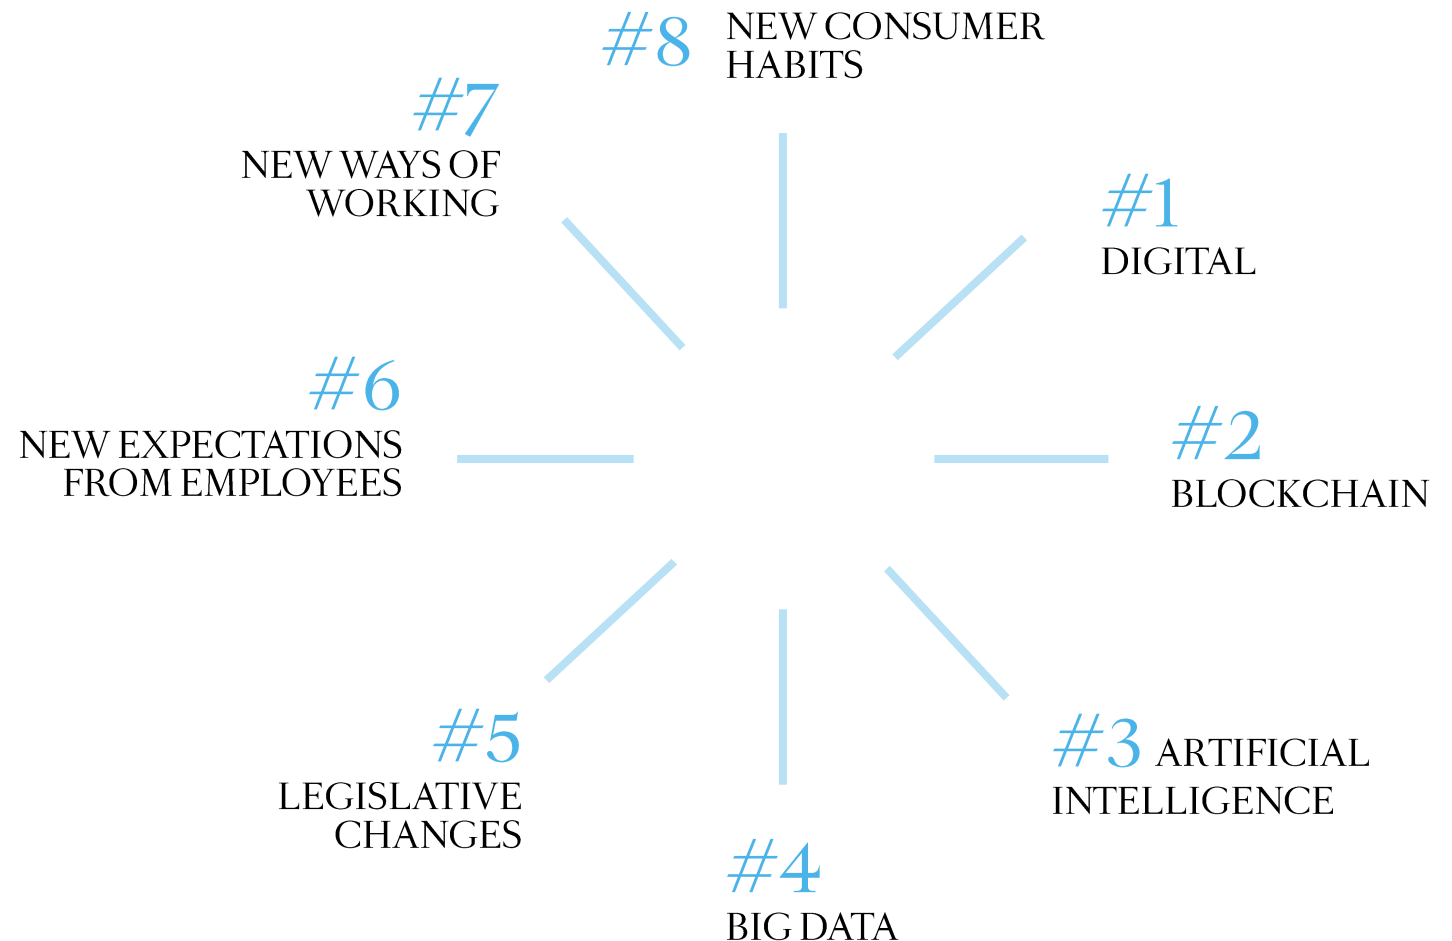 #8 NEW CONSUMER
HABITS
#7
NEW WAYS OF
WORKING
#1
DIGITAL
#6
NEW EXPECTATIONS
FROM EMPLOYEES
#2
BLOCKCHAIN
#5
LEGISLATIVE
CHANGES
#3 ARTIFICIAL
INTELLIGENCE
#4
BIG DATA